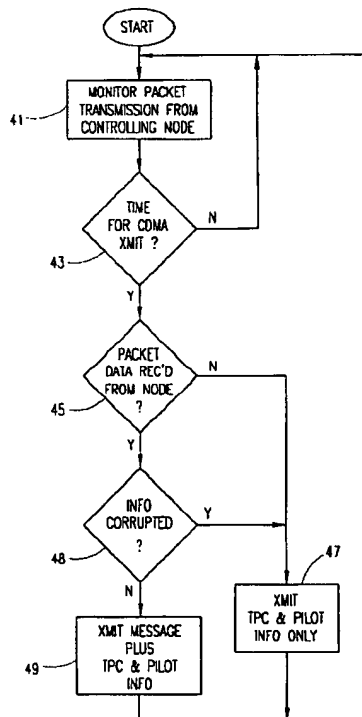 START
MONITOR PACKET
TRANSMISSION FROM
CONTROLLING NODE
41
TIME
FOR CDMA
XMIT ?
N
43
Y
PACKET
DATA REC'D
FROM NODE
?
N
45
Y
INFO
CORRUPTED
?
Y
48
N
47
XMIT
TPC & PILOT
INFO ONLY
XMIT MESSAGE
PLUS
TPC & PILOT
INFO
49